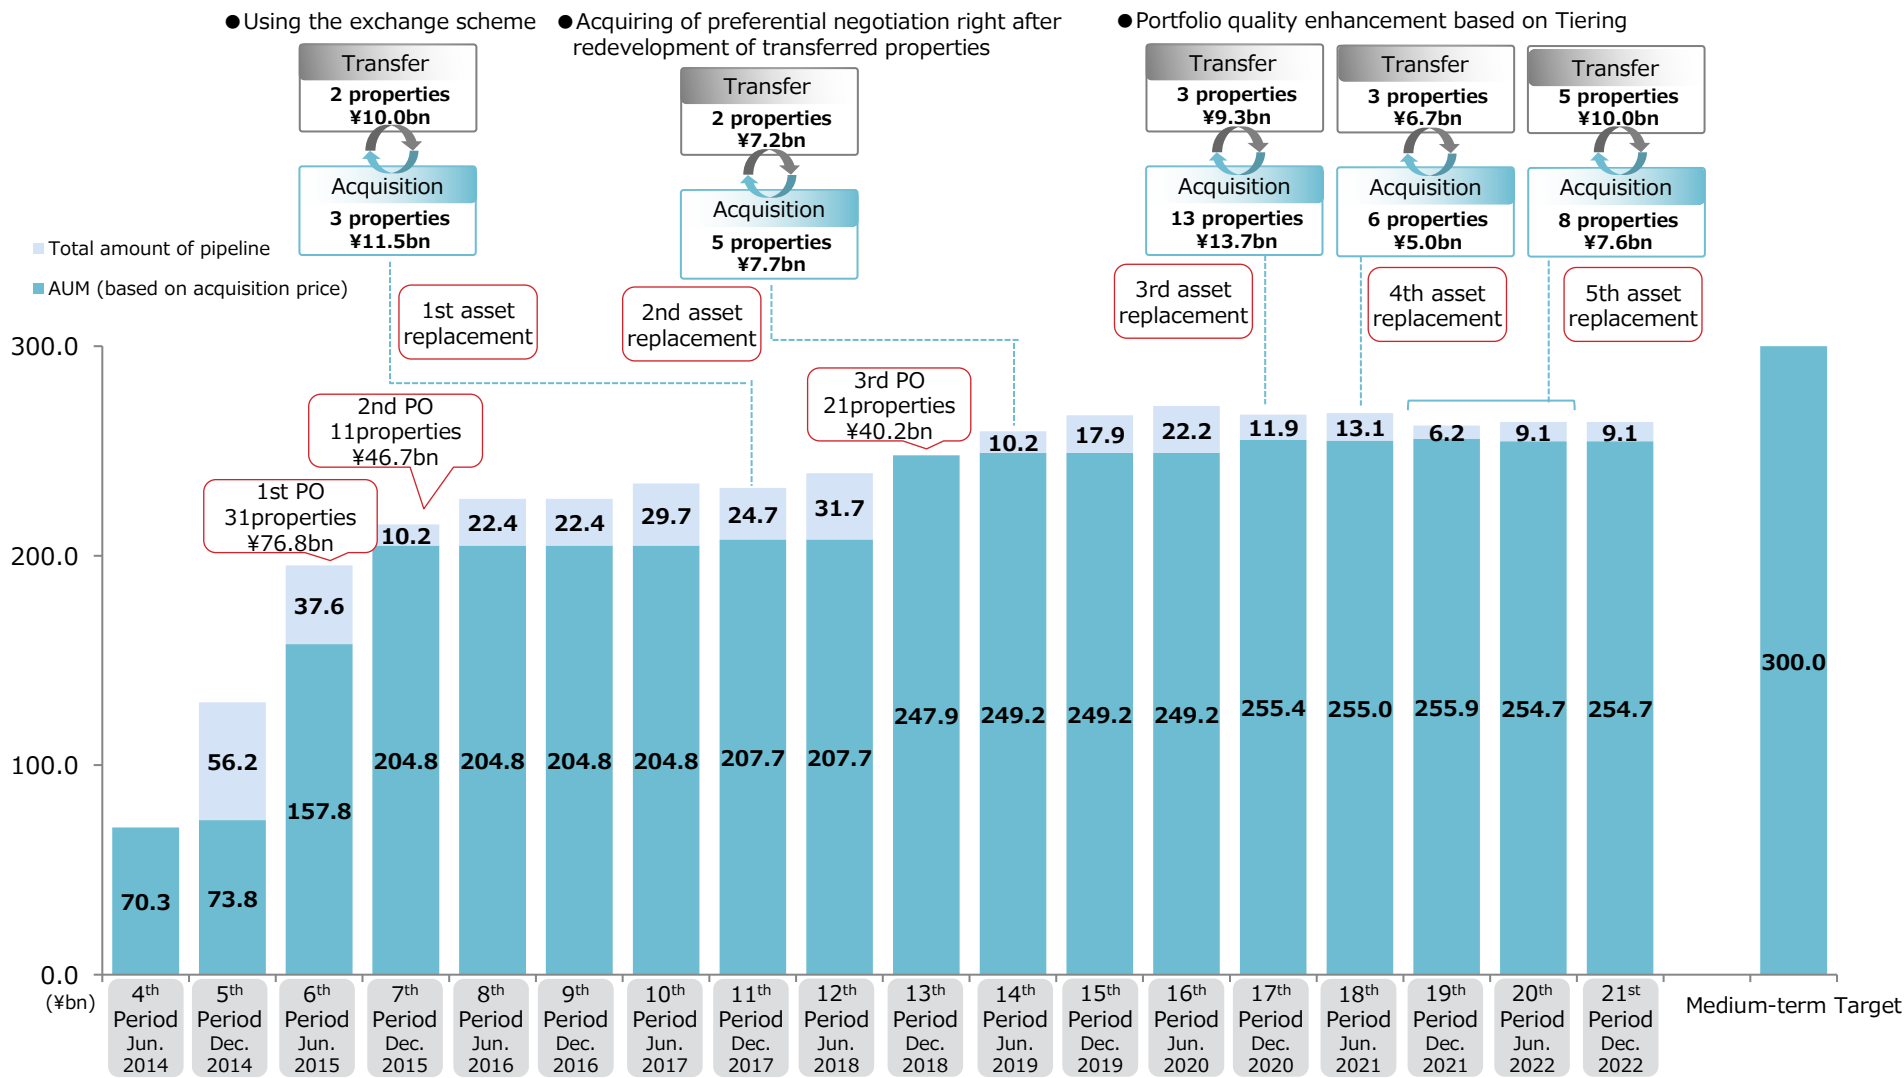 ●Using the exchange scheme
Transfer
2 properties
¥10.0bn
Acquisition
3 properties
¥11.5bn
●Acquiring of preferential negotiation right after
redevelopment of transferred properties
Transfer
2 properties
¥7.2bn
Acquisition
5 properties
¥7.7bn
●Portfolio quality enhancement based on Tiering
Transfer
3 properties
¥9.3bn
Acquisition
13 properties
¥13.7bn
Transfer
3 properties
¥6.7bn
Acquisition
6 properties
¥5.0bn
Transfer
5 properties
¥10.0bn
Acquisition
8 properties
¥7.6bn
Total amount of pipeline
AUM (based on acquisition price)
1st asset
replacement
2nd asset
replacement
3rd asset
replacement
4th asset
replacement
5th asset
replacement
1st PO
31properties
¥76.8bn
2nd PO
11properties
¥46.7bn
3rd PO
21properties
¥40.2bn
300.0
200.0
100.0
0.0
(¥bn)
56.2
37.6
10.2
22.4
22.4
29.7
24.7
31.7
10.2
17.9
22.2
11.9
13.1
6.2
9.1
9.1
70.3
73.8
157.8
204.8
204.8
204.8
204.8
207.7
207.7
247.9
249.2
249.2
249.2
255.4
255.0
255.9
254.7
254.7
300.0
4th
Period
Jun.
2014
5th
Period
Dec.
2014
6th
Period
Jun.
2015
7th
Period
Dec.
2015
8th
Period
Jun.
2016
9th
Period
Dec.
2016
10th
Period
Jun.
2017
11th
Period
Dec.
2017
12th
Period
Jun.
2018
13th
Period
Dec.
2018
14th
Period
Jun.
2019
15th
Period
Dec.
2019
16th
Period
Jun.
2020
17th
Period
Dec.
2020
18th
Period
Jun.
2021
19th
Period
Dec.
2021
20th
Period
Jun.
2022
21st
Period
Dec.
2022
Medium-term Target